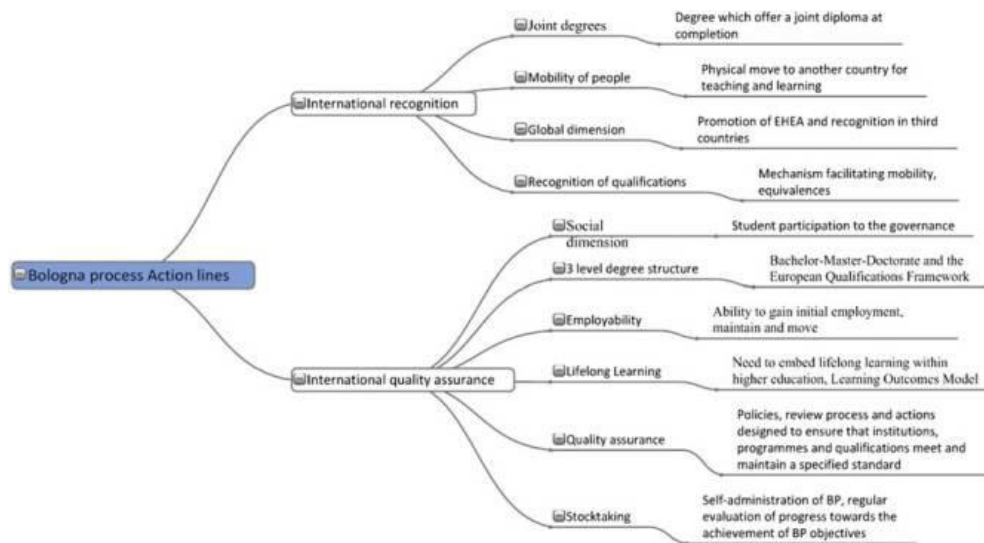 Bologna process Action lines
International recognition
Joint degrees
Degree which offer a joint diploma at
completion
Mobility of people
Physical move to another country for
teaching and learning
Global dimension
Promotion of EHEA and recognition in third
countries
Recognition of qualifications
Mechanism facilitating mobility,
equivalences
International quality assurance
Social
dimension
Student participation to the governance
3 level degree structure
Bachelor-Master-Doctorate and the
European Qualifications Framework
Employability
Ability to gain initial employment,
maintain and move
Lifelong Learning
Need to embed lifelong learning within
higher education, Learning Outcomes Model
Quality assurance
Policies, review process and actions
designed to ensure that institutions,
programmes and qualifications meet and
maintain a specified standard
Stocktaking
Self-administration of BP, regular
evaluation of progress towards the
achievement of BP objectives